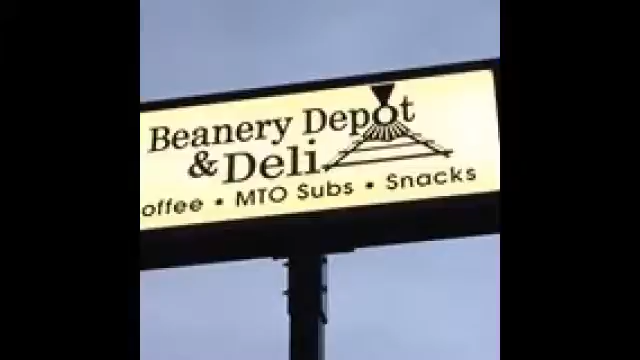 Beanery Depot
& Deli
offee • MTO Subs • Snacks